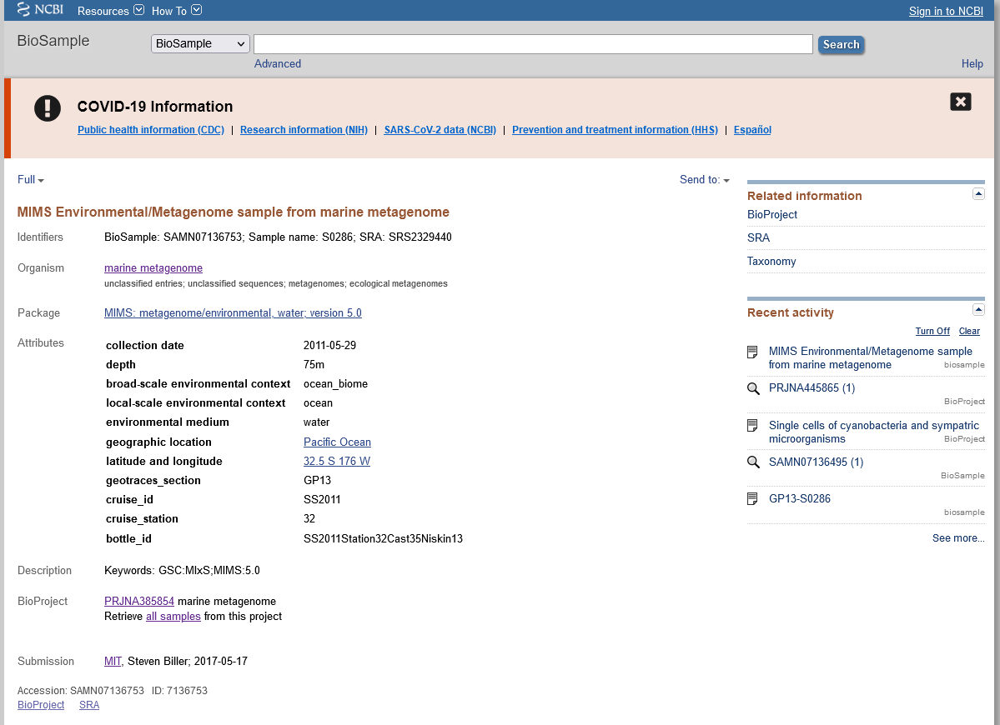 NCBI Resources How To Sign in to NCBI
BioSample BioSample Search
Advanced Help
COVID-19 Information
Public health information (CDC) | Research information (NIH) | SARS-CoV-2 data (NCBI) | Prevention and treatment information (HHS) | Español
Full Send to:
MIMS Environmental/Metagenome sample from marine metagenome
Identifiers BioSample: SAMN07136753; Sample name: S0286; SRA: SRS2329440
Organism marine metagenome
unclassified entries; unclassified sequences; metagenomes; ecological metagenomes
Package MIMS: metagenome/environmental, water; version 5.0
Attributes
collection date 2011-05-29
depth 75m
broad-scale environmental context ocean_biome
local-scale environmental context ocean
environmental medium water
geographic location Pacific Ocean
latitude and longitude 32.5 S 176 W
geotraces_section GP13
cruise_id SS2011
cruise_station 32
bottle_id SS2011Station32Cast35Niskin13
Description Keywords: GSC:MIxS;MIMS:5.0
BioProject PRJNA385854 marine metagenome
Retrieve all samples from this project
Submission MIT, Steven Biller; 2017-05-17
Accession: SAMN07136753 ID: 7136753
BioProject SRA
Related information
BioProject
SRA
Taxonomy
Recent activity
Turn Off Clear
MIMS Environmental/Metagenome sample
from marine metagenome biosample
PRJNA445865 (1)
BioProject
Single cells of cyanobacteria and sympatric
microorganisms BioProject
SAMN07136495 (1)
BioSample
GP13-S0286
biosample
See more...